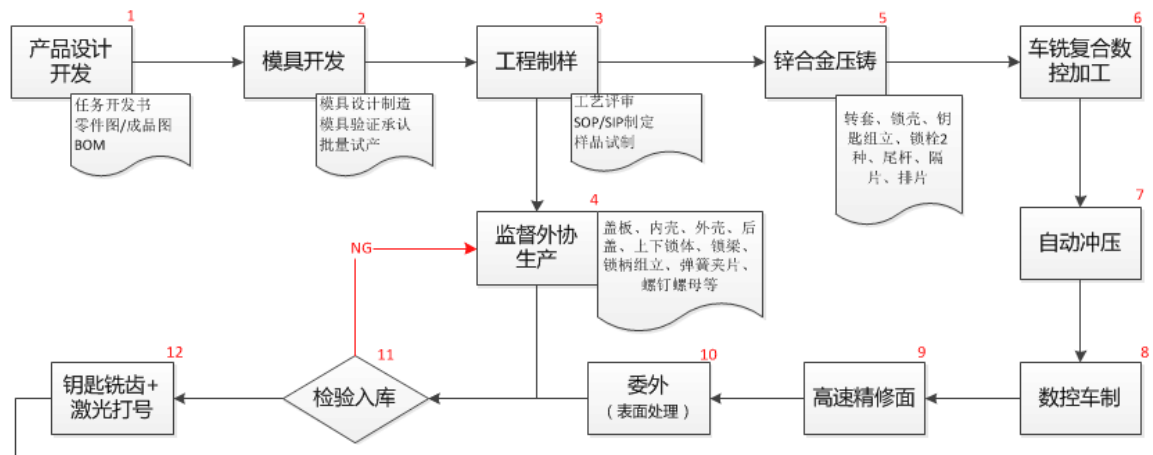 1
产品设计
开发
任务开发书
零件图/成品图
BOM
2
模具开发
模具设计制造
模具验证承认
批量试产
3
工程制样
工艺评审
SOP/SIP制定
样品试制
5
锌合金压铸
转套、锁壳、钥
匙组立、锁栓2
种、尾杆、隔
片、排片
6
车铣复合数
控加工
4
监督外协
生产
盖板、内壳、外壳、后
盖、上下锁体、锁梁、
锁柄组立、弹簧夹片、
螺钉螺母等
7
自动冲压
NG
12
钥匙铣齿+
激光打号
11
检验入库
10
委外
（表面处理）
9
高速精修面
8
数控车制